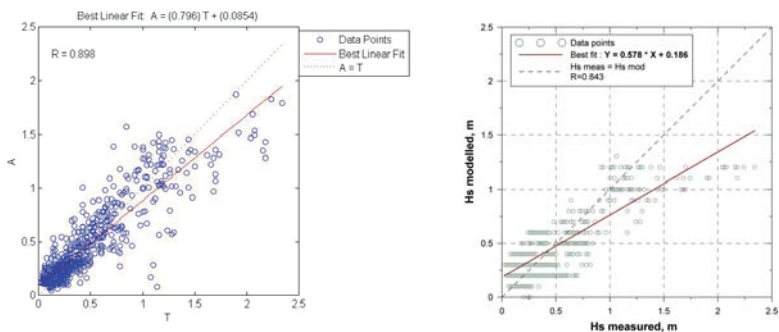 Best Linear Fit: A = (0.796) T + (0.0854)
2.5
2
1.5
1
0.5
0
A
R = 0.898
Data Points
Best Linear Fit
A = T
0
0.5
1
1.5
2
2.5
T
2.5
2
1.5
1
0.5
0
Hs modelled, m
Data points
Best fit : Y = 0.578 * X + 0.186
Hs meas = Hs mod
R=0.843
0
0.5
1
1.5
2
2.5
Hs measured, m